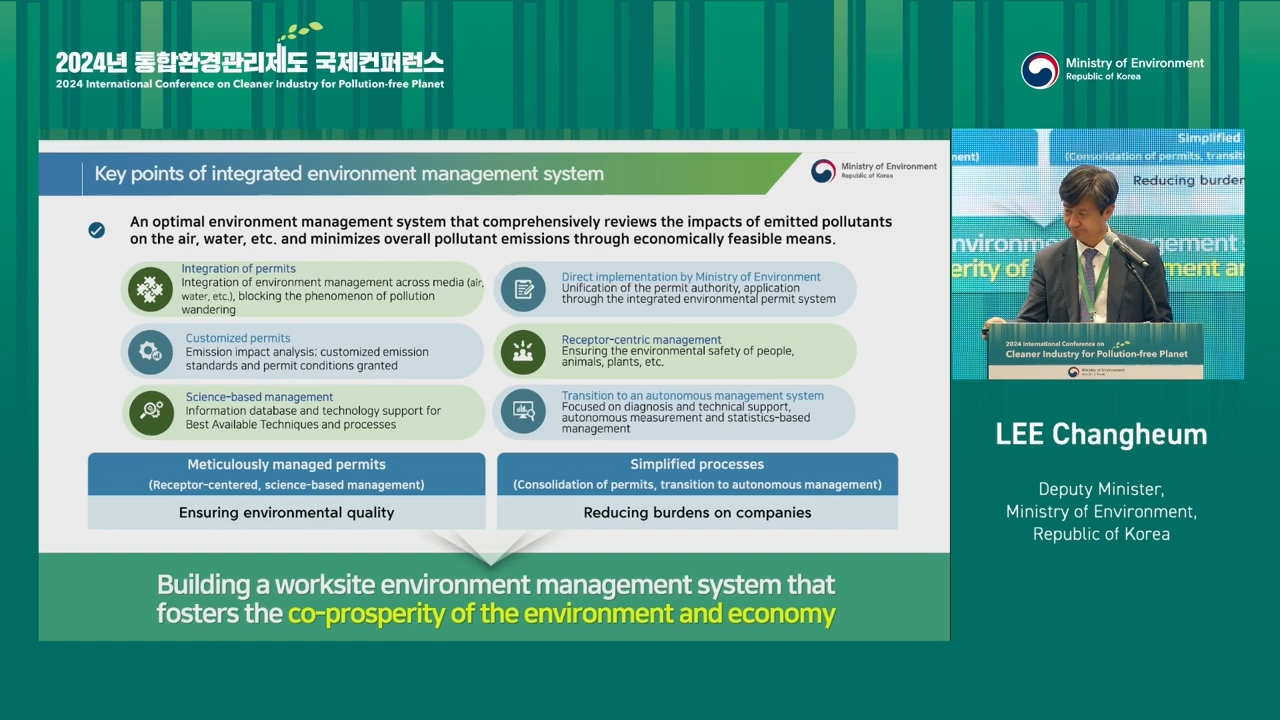 2024년 통합환경관리제도 국제컨퍼런스
2024 International Conference on Cleaner Industry for Pollution-free Planet
Ministry of Environment
Republic of Korea
Key points of integrated environment management system
Ministry of Environment
Republic of Korea
An optimal environment management system that comprehensively reviews the impacts of emitted pollutants
on the air, water, etc. and minimizes overall pollutant emissions through economically feasible means.
Integration of permits
Integration of environment management across media (air,
water, etc.), blocking the phenomenon of pollution
wandering
Direct implementation by Ministry of Environment
Unification of the permit authority, application
through the integrated environmental permit system
Customized permits
Emission impact analysis; customized emission
standards and permit conditions granted
Receptor-centric management
Ensuring the environmental safety of people,
animals, plants, etc.
Science-based management
Information database and technology support for
Best Available Techniques and processes
Transition to an autonomous management system
Focused on diagnosis and technical support,
autonomous measurement and statistics-based
management
Meticulously managed permits
(Receptor-centered, science-based management)
Ensuring environmental quality
Simplified processes
(Consolidation of permits, transition to autonomous management)
Reducing burdens on companies
Building a worksite environment management system that
fosters the co-prosperity of the environment and economy
Simplified
ment) (Consolidation of permits, transiti
Reducing burden
nvironm gement
erity of ment an
2024 International Conference on
Cleaner Industry for Pollution-free Planet
Ministry of Environment
LEE Changheum
Deputy Minister,
Ministry of Environment,
Republic of Korea